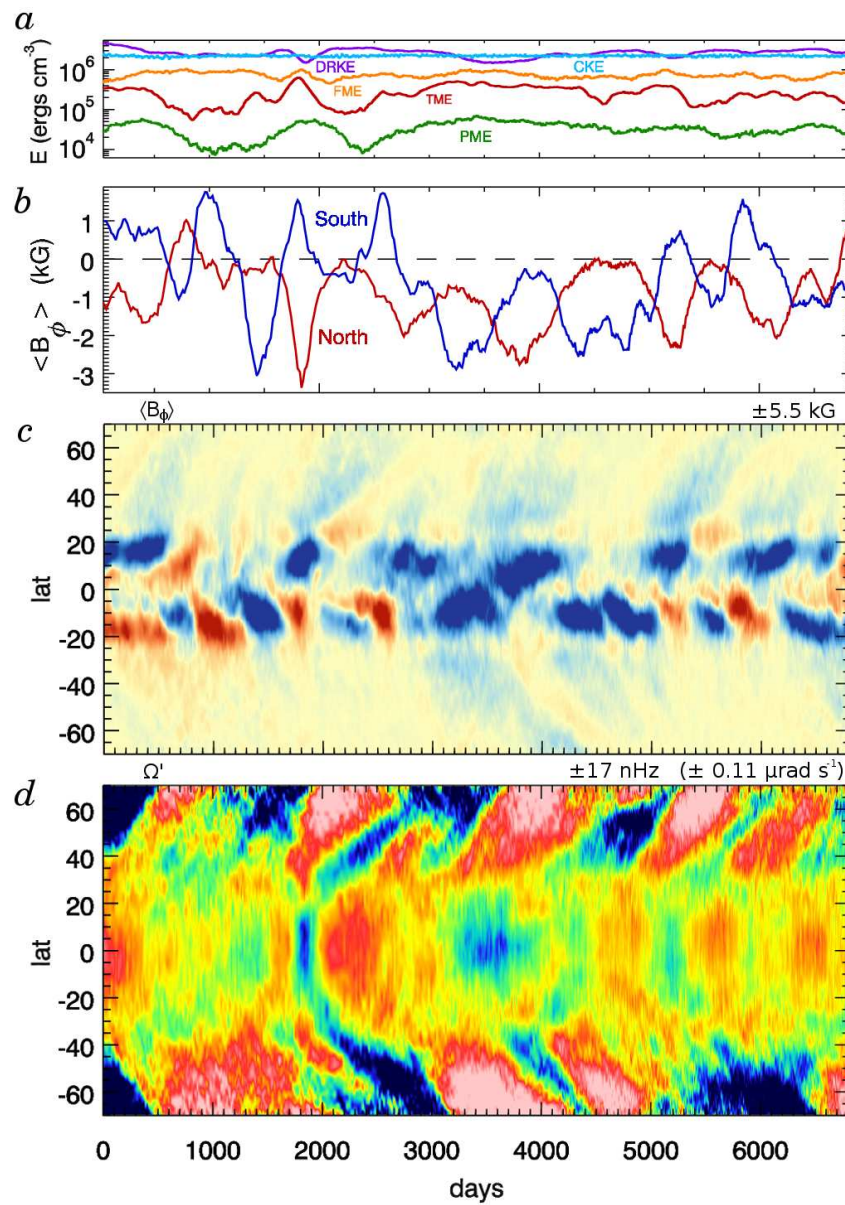 a
E (ergs cm⁻³)
10⁶
10⁵
10⁴
DRKE
CKE
FME
TME
PME
b
<B_ϕ> (kG)
1
0
-1
-2
-3
South
North
⟨B_ϕ⟩
±5.5 kG
c
lat
60
40
20
0
-20
-40
-60
Ω'
±17 nHz (± 0.11 μrad s⁻¹)
d
lat
60
40
20
0
-20
-40
-60
0 1000 2000 3000 4000 5000 6000
days